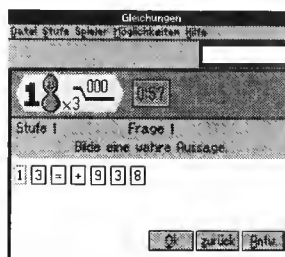 Gleichungen
Datei Stufe Spieler Möglichkeiten Hilfe
18 x3 000 0:57
Stufe 1 Frage 1
Bilde eine wahre Aussage.
1 3 = + 9 3 8
Ok zurück Antw.